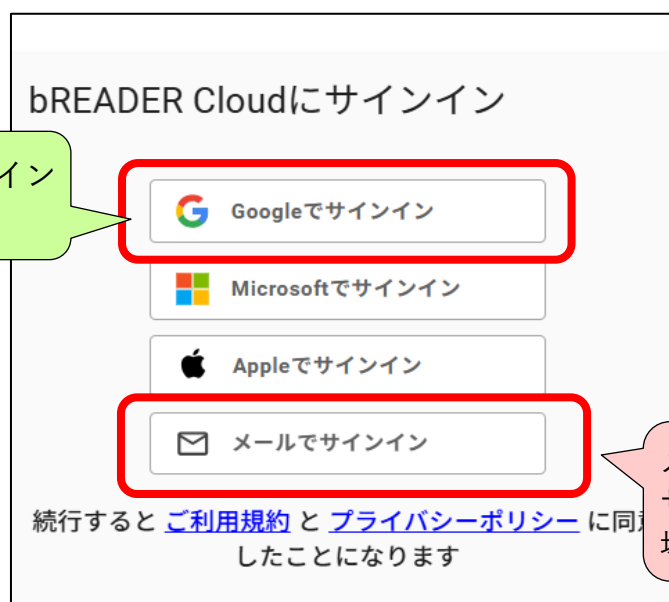 bREADER Cloudにサインイン
イン
Googleでサインイン
Microsoftでサインイン
Appleでサインイン
メールでサインイン
続行すると ご利用規約 と プライバシーポリシー に同
したことになります